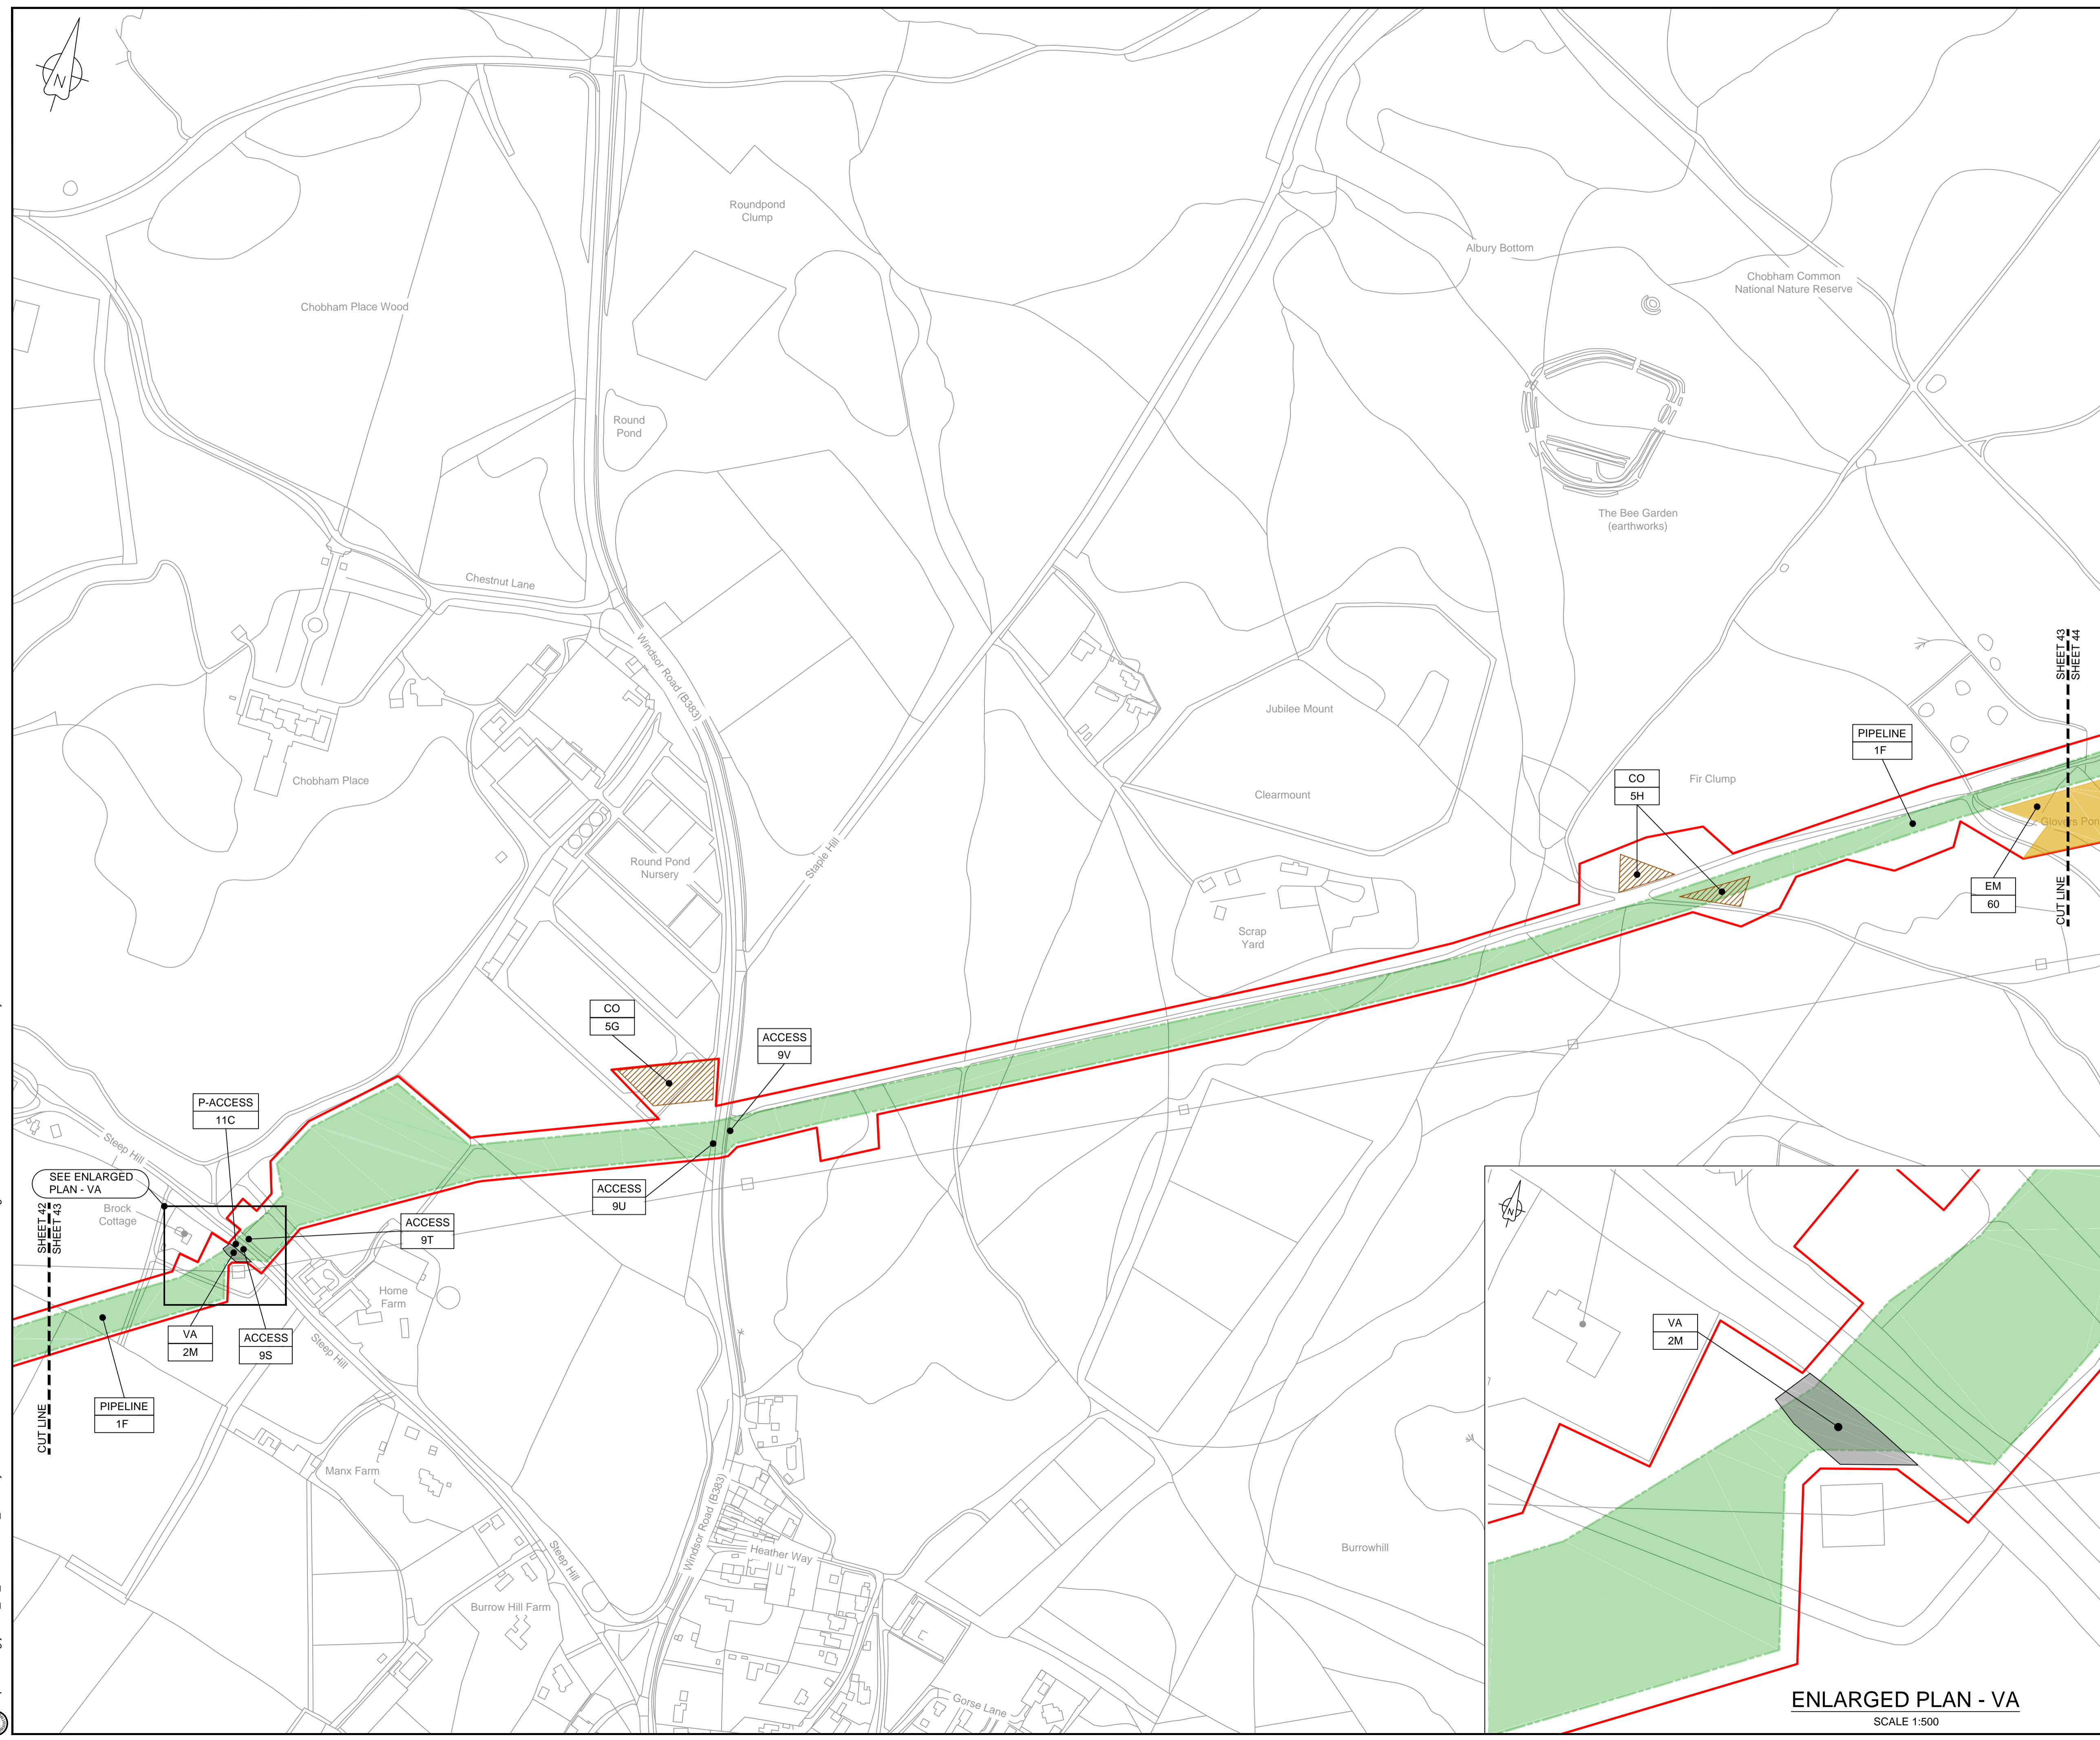 N
Roundpond
Clump
Albury Bottom
Chobham Common
National Nature Reserve
Chobham Place Wood
Round
Pond
The Bee Garden
(earthworks)
Chestnut Lane
Windsor Road (B383)
SHEET 43
SHEET 44
Jubilee Mount
PIPELINE
1F
Chobham Place
CO
5H
Fir Clump
Clearmount
Glovers Pon
Staple Hill
Round Pond
Nursery
EM
60
CUT LINE
Scrap
Yard
CO
5G
ACCESS
9V
P-ACCESS
11C
Steep Hill
SEE ENLARGED
PLAN - VA
ACCESS
9U
Brock
Cottage
SHEET 42
SHEET 43
ACCESS
9T
N
Home
Farm
VA
2M
ACCESS
9S
Steep Hill
VA
2M
PIPELINE
1F
CUT LINE
Manx Farm
Windsor Road (B383)
Steep Hill
Heather Way
Burrowhill
Burrow Hill Farm
Gorse Lane
ENLARGED PLAN - VA
SCALE 1:500